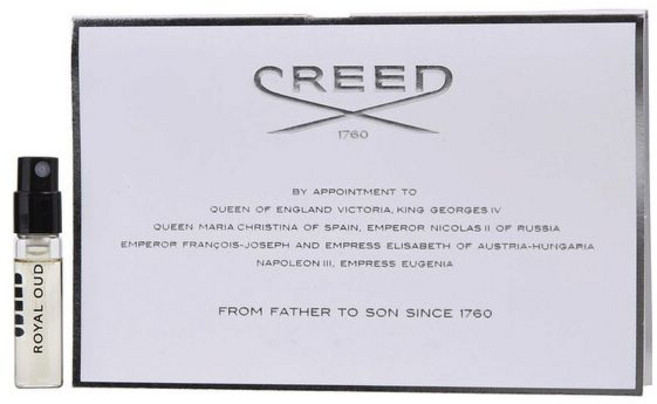 CREED
1760
BY APPOINTMENT TO
QUEEN OF ENGLAND VICTORIA, KING GEORGES IV
QUEEN MARIA CHRISTINA OF SPAIN, EMPEROR NICOLAS II OF RUSSIA
EMPEROR FRANÇOIS-JOSEPH AND EMPRESS ELISABETH OF AUSTRIA-HUNGARIA
NAPOLEON III, EMPRESS EUGENIA
FROM FATHER TO SON SINCE 1760
CREED
ROYAL OUD